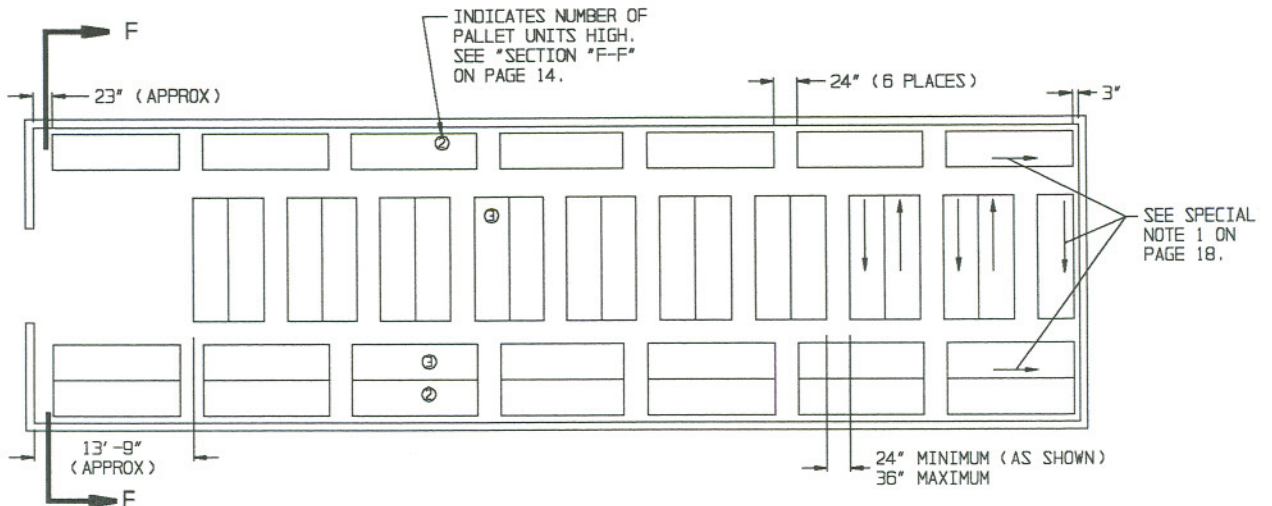 INDICATES NUMBER OF
PALLET UNITS HIGH.
SEE "SECTION "F-F"
ON PAGE 14.
F
23" (APPROX)
24" (6 PLACES)
3"
2
3
SEE SPECIAL
NOTE 1 ON
PAGE 18.
3
2
13'-9"
(APPROX)
24" MINIMUM (AS SHOWN)
36" MAXIMUM
F